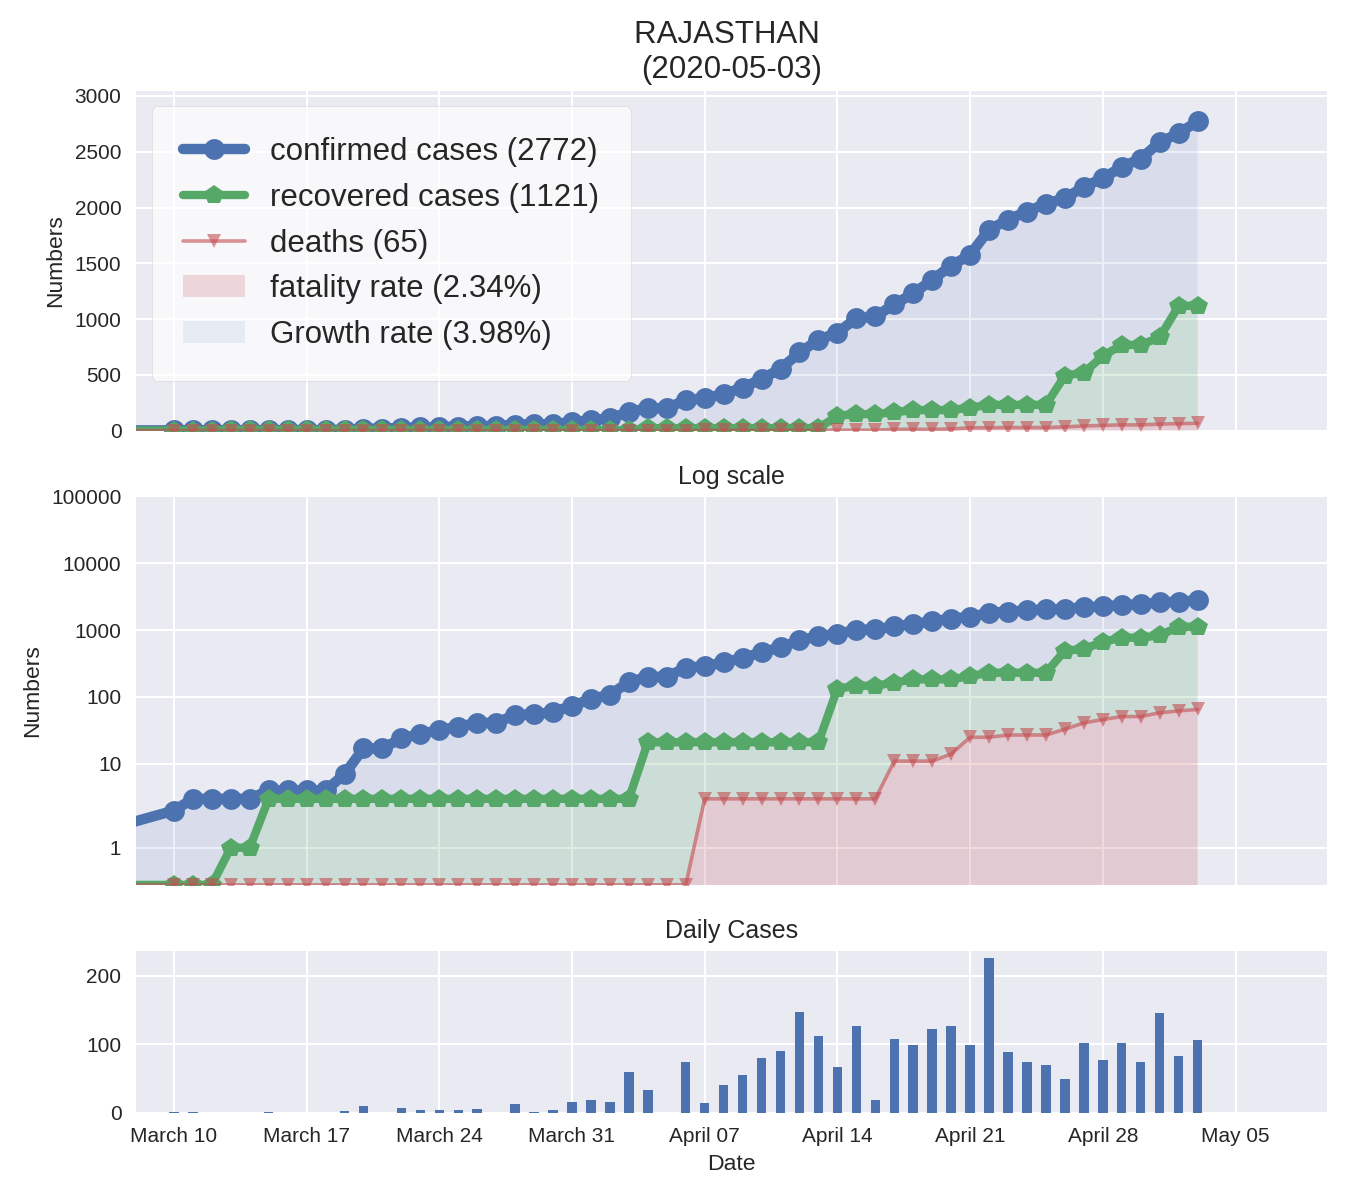 RAJASTHAN
(2020-05-03)
3000
2500
2000
1500
1000
500
0
Numbers
confirmed cases (2772)
recovered cases (1121)
deaths (65)
fatality rate (2.34%)
Growth rate (3.98%)
Log scale
100000
10000
1000
100
10
1
Numbers
Daily Cases
200
100
0
March 10 March 17 March 24 March 31 April 07 April 14 April 21 April 28 May 05
Date